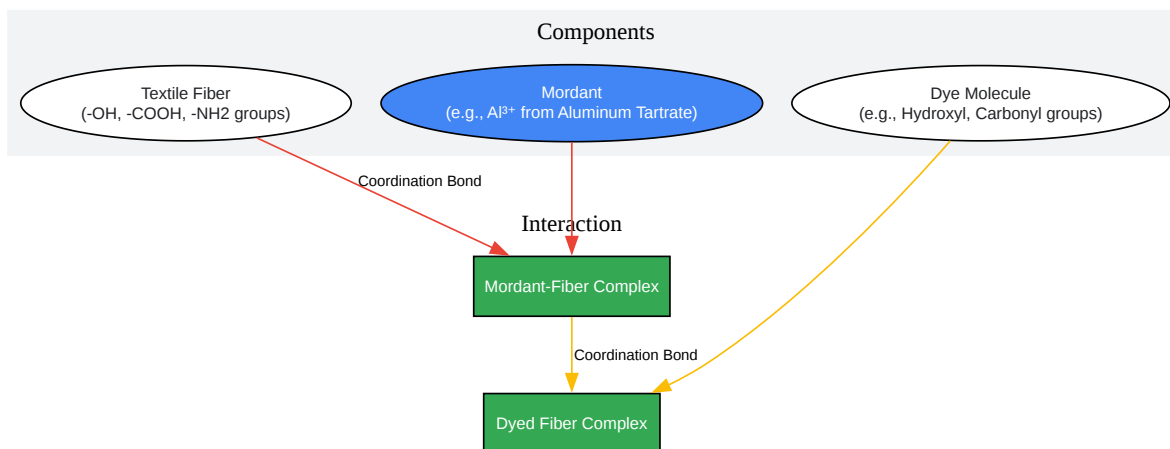 Components
Textile Fiber
(-OH, -COOH, -NH2 groups)
Mordant
(e.g., Al³⁺ from Aluminum Tartrate)
Dye Molecule
(e.g., Hydroxyl, Carbonyl groups)
Coordination Bond
Interaction
Mordant-Fiber Complex
Coordination Bond
Dyed Fiber Complex